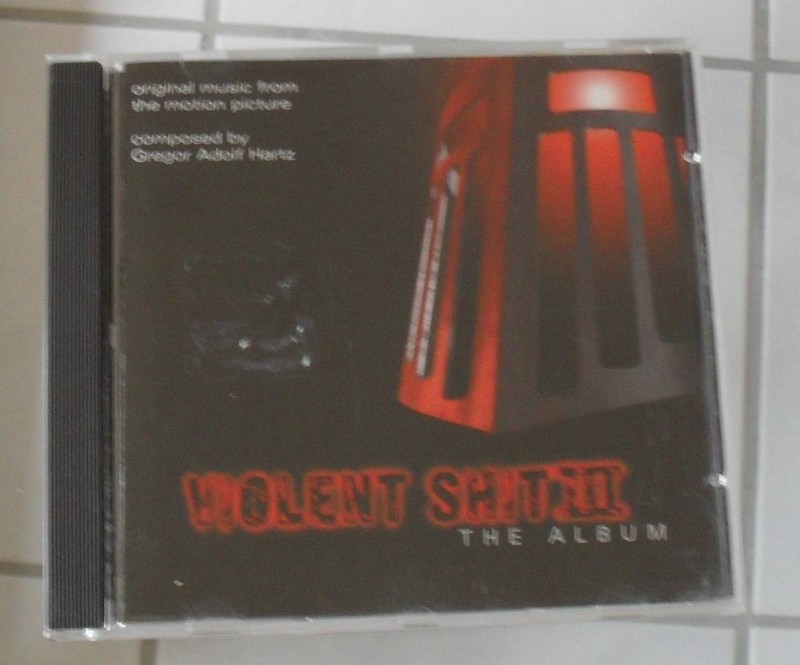 original music from
the motion picture
composed by
Gregor Adolf Hartz
VIOLENT SHIT III
THE ALBUM